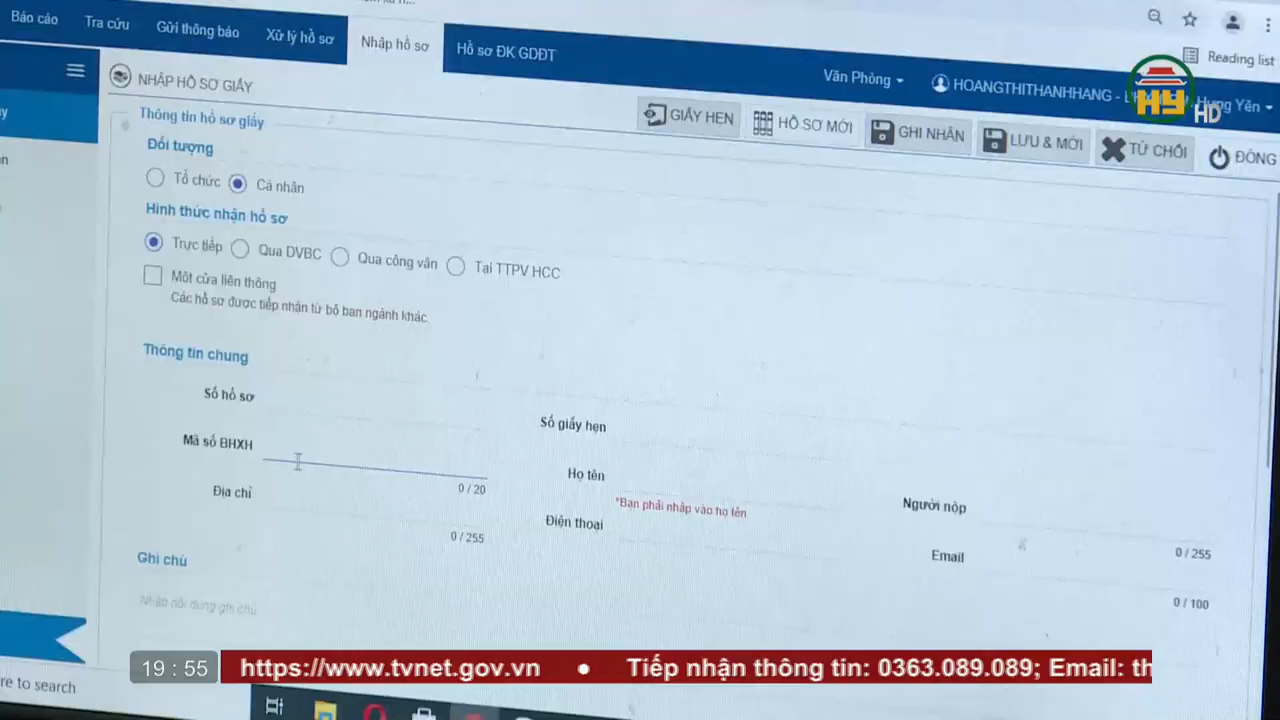 Báo cáo Tra cứu Gửi thông báo Xử lý hồ sơ Nhập hồ sơ Hồ sơ ĐK GDĐT
Reading list
Văn Phòng HOANGTHITHANHHANG - Hưng Yên
HY HD
NHẬP HỒ SƠ GIẤY
GIẤY HẸN HỒ SƠ MỚI GHI NHẬN LƯU & MỚI TỪ CHỐI ĐÓNG
Thông tin hồ sơ giấy
Đối tượng
Tổ chức Cá nhân
Hình thức nhận hồ sơ
Trực tiếp Qua DVBC Qua công văn Tại TTPV HCC
Một cửa liên thông
Các hồ sơ được tiếp nhận từ bộ ban ngành khác.
Thông tin chung
Số hồ sơ
Số giấy hẹn
Mã số BHXH
0 / 20
Họ tên
*Bạn phải nhập vào họ tên
Người nộp
0 / 255
Địa chỉ
0 / 255
Điện thoại
Email
0 / 100
Ghi chú
Nhập nội dung ghi chú
re to search
19 : 55 https://www.tvnet.gov.vn • Tiếp nhận thông tin: 0363.089.089; Email: th